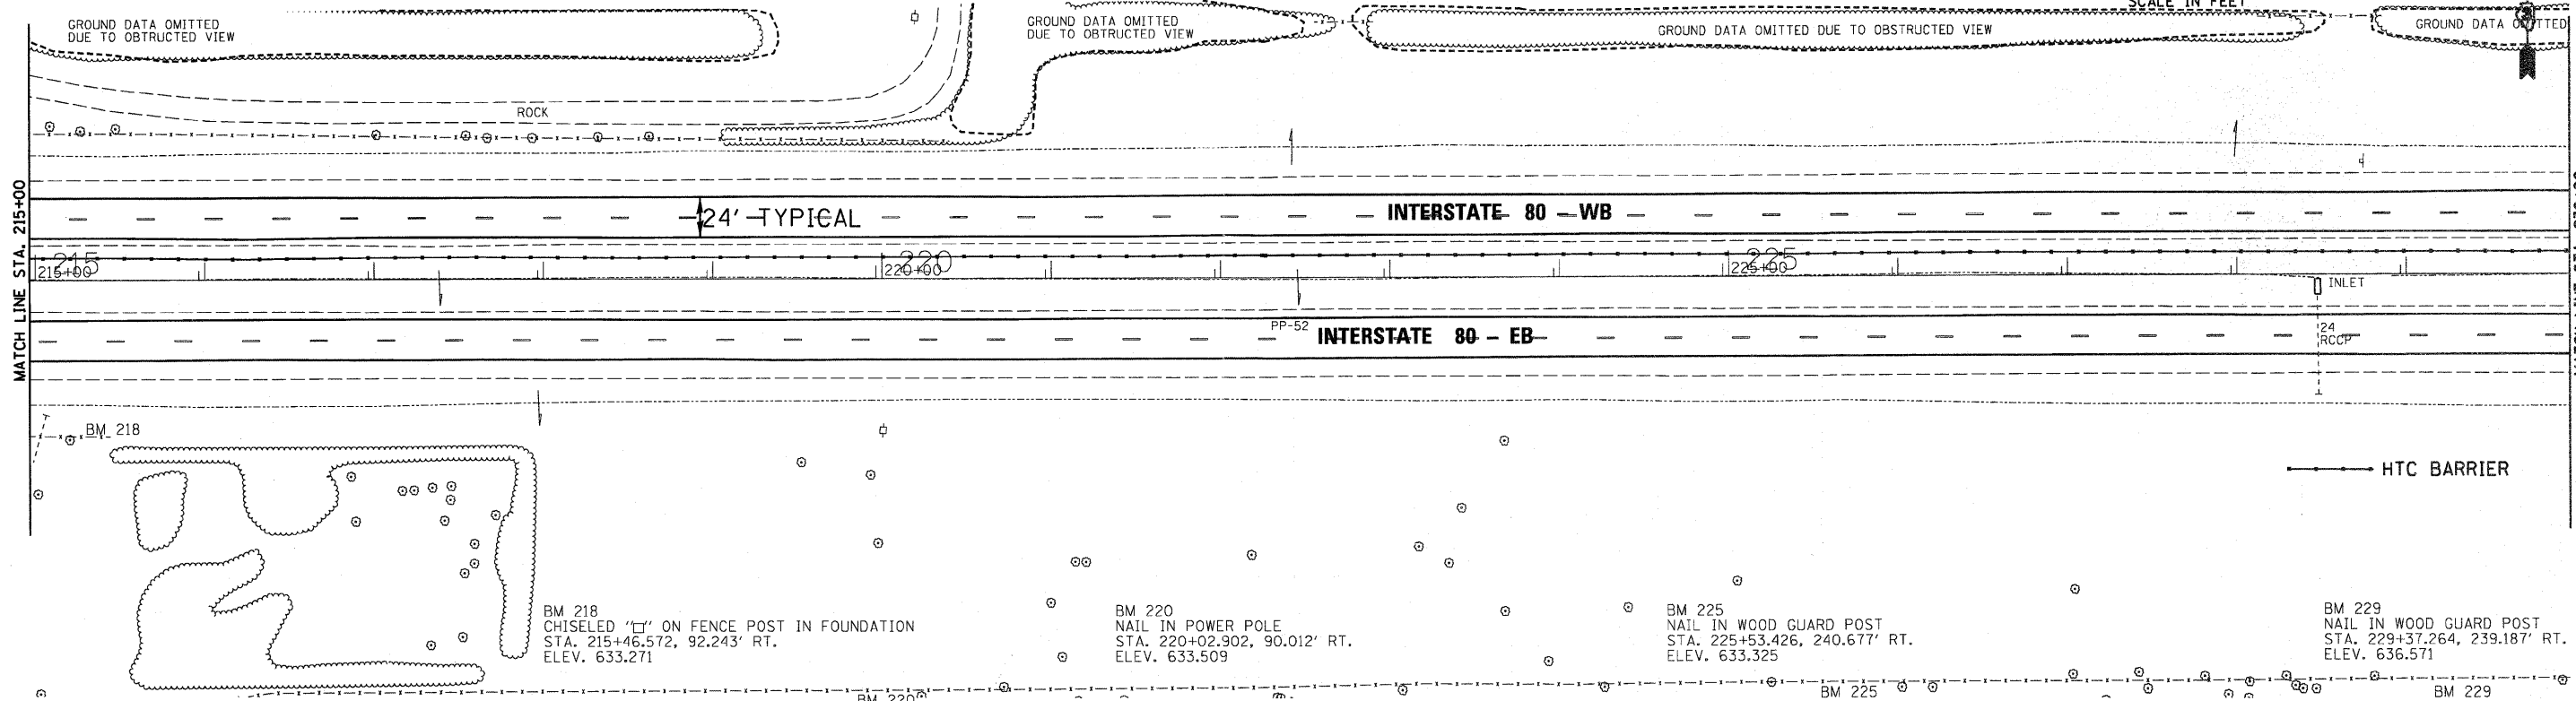 GROUND DATA OMITTED
DUE TO OBTRUCTED VIEW
GROUND DATA OMITTED
DUE TO OBTRUCTED VIEW
SCALE IN FEET
GROUND DATA OMITTED DUE TO OBSTRUCTED VIEW
GROUND DATA OMITTED
ROCK
MATCH LINE STA. 215+00
24' TYPICAL
INTERSTATE 80 - WB
215
215+00
220
220+00
225
225+00
INLET
PP-52
INTERSTATE 80 - EB
24
RCCP
BM 218
HTC BARRIER
BM 218
CHISELED "□" ON FENCE POST IN FOUNDATION
STA. 215+46.572, 92.243' RT.
ELEV. 633.271
BM 220
NAIL IN POWER POLE
STA. 220+02.902, 90.012' RT.
ELEV. 633.509
BM 225
NAIL IN WOOD GUARD POST
STA. 225+53.426, 240.677' RT.
ELEV. 633.325
BM 229
NAIL IN WOOD GUARD POST
STA. 229+37.264, 239.187' RT.
ELEV. 636.571
BM 220
BM 225
BM 229